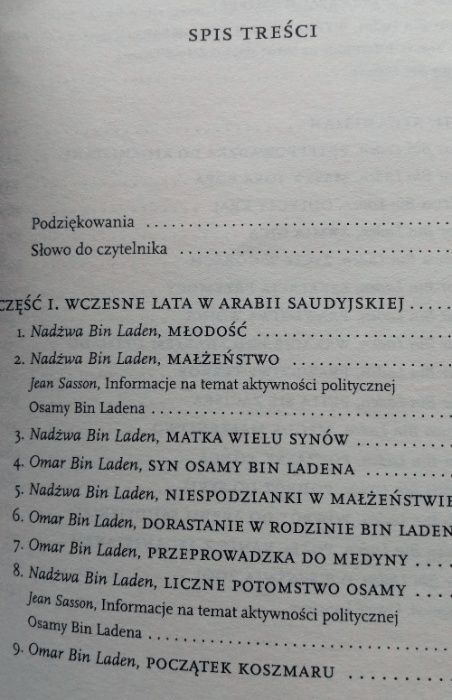 SPIS TREŚCI
Podziękowania
Słowo do czytelnika
CZĘŚĆ I. WCZESNE LATA W ARABII SAUDYJSKIEJ
1. Nadżwa Bin Laden, MŁODOŚĆ
2. Nadżwa Bin Laden, MAŁŻEŃSTWO
Jean Sasson, Informacje na temat aktywności politycznej
Osamy Bin Ladena
3. Nadżwa Bin Laden, MATKA WIELU SYNÓW
4. Omar Bin Laden, SYN OSAMY BIN LADENA
5. Nadżwa Bin Laden, NIESPODZIANKI W MAŁŻEŃSTWIE
6. Omar Bin Laden, DORASTANIE W RODZINIE BIN LADEN
7. Omar Bin Laden, PRZEPROWADZKA DO MEDYNY
8. Nadżwa Bin Laden, LICZNE POTOMSTWO OSAMY
Jean Sasson, Informacje na temat aktywności politycznej
Osamy Bin Ladena
9. Omar Bin Laden, POCZĄTEK KOSZMARU